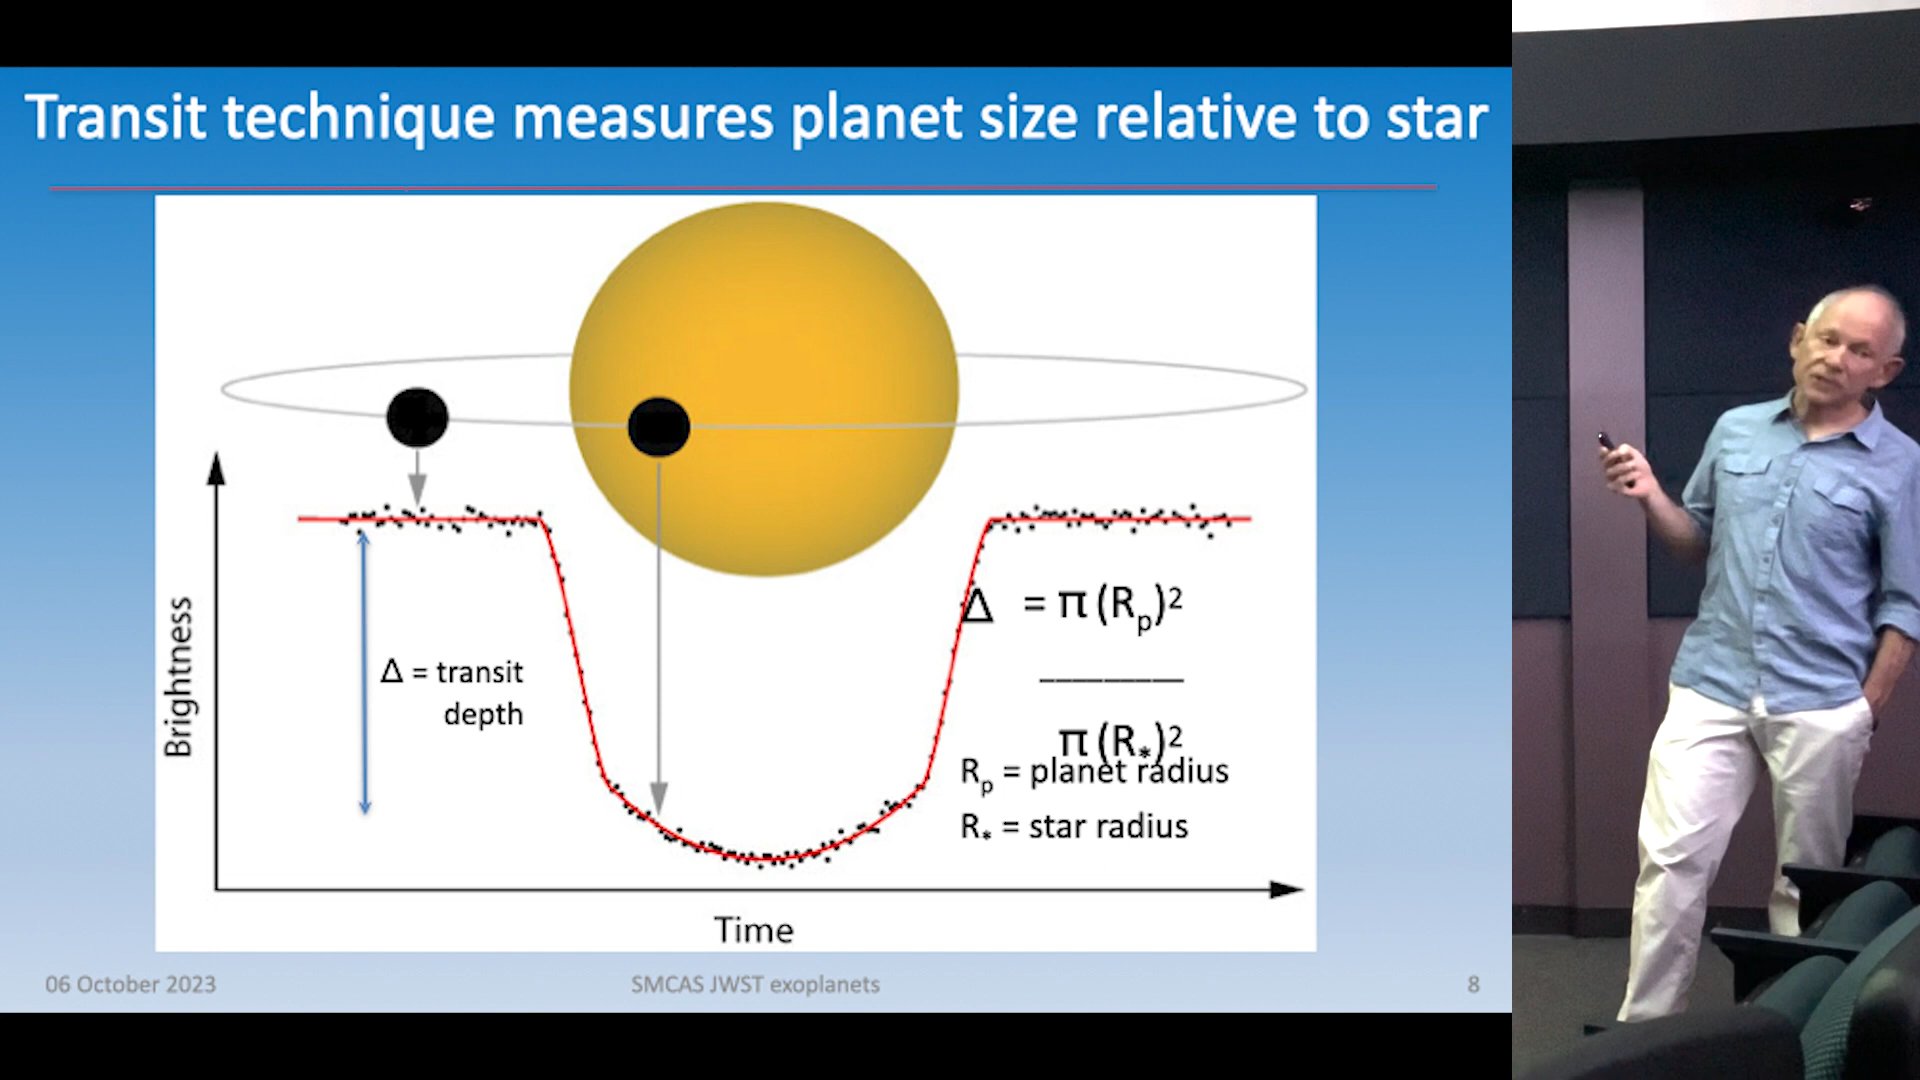 Transit technique measures planet size relative to star
Brightness
Δ = transit
depth
Δ = π (Rₚ)²
_________
π (R*)²
Rₚ = planet radius
R* = star radius
Time
06 October 2023
SMCAS JWST exoplanets
8